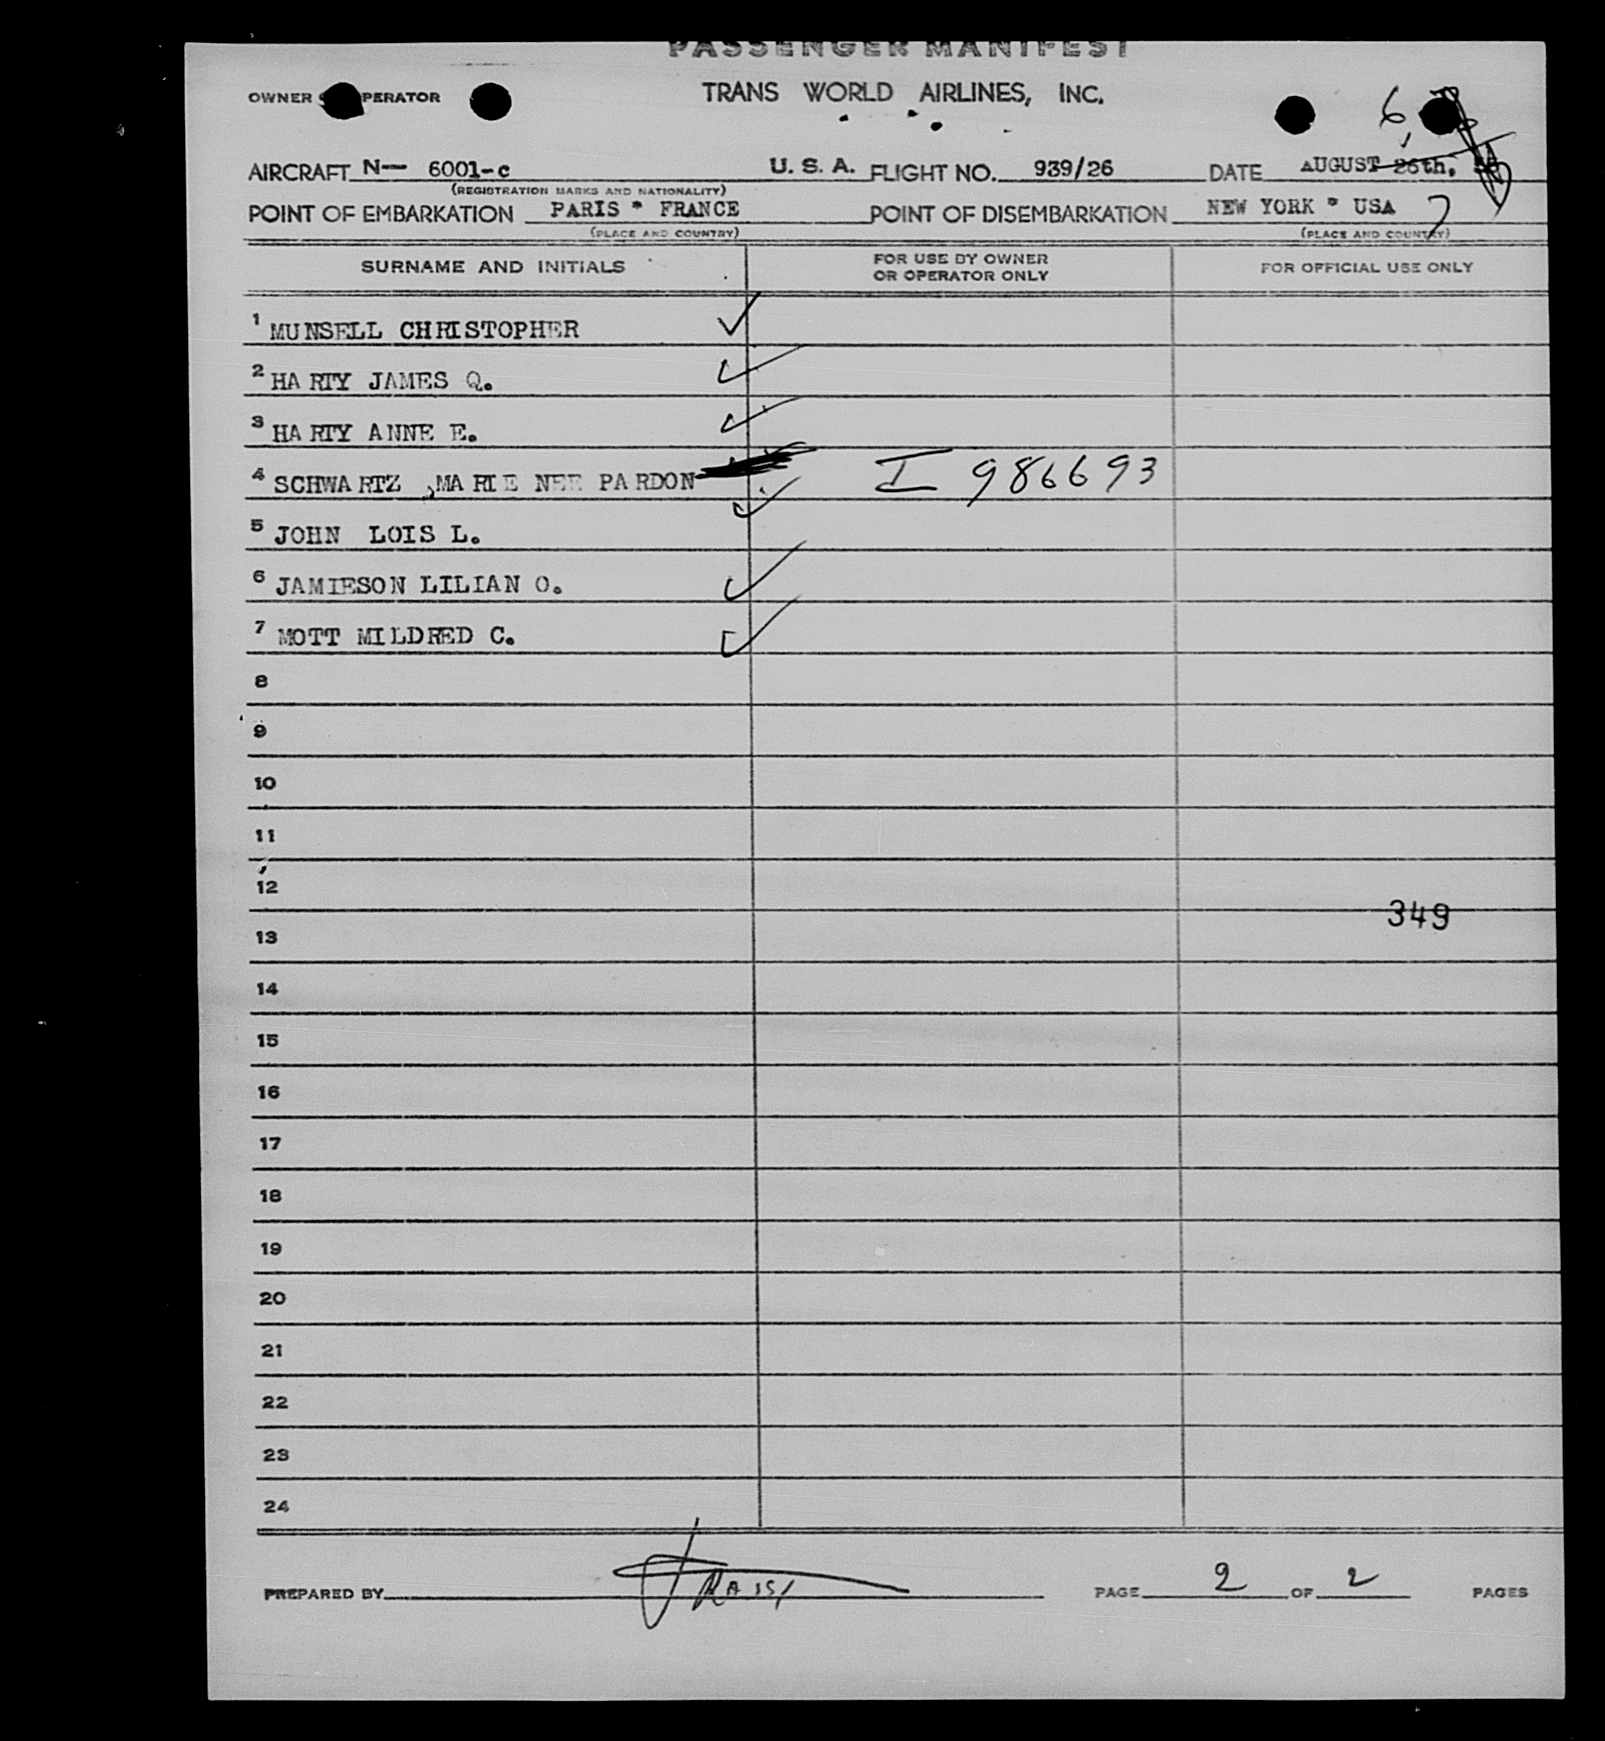 PASSENGER MANIFEST
OWNER OPERATOR
TRANS WORLD AIRLINES, INC.
6,
AIRCRAFT N— 6001-c U. S. A. FLIGHT NO. 939/26 DATE AUGUST 26th,
(REGISTRATION MARKS AND NATIONALITY)
POINT OF EMBARKATION PARIS * FRANCE POINT OF DISEMBARKATION NEW YORK * USA 7
(PLACE AND COUNTRY) (PLACE AND COUNTRY)
SURNAME AND INITIALS FOR USE BY OWNER OR OPERATOR ONLY FOR OFFICIAL USE ONLY
1 MUNSELL CHRISTOPHER
2 HARTY JAMES Q.
3 HARTY ANNE E.
4 SCHWARTZ ,MARIE NEE PARDON I 986693
5 JOHN LOIS L.
6 JAMIESON LILIAN O.
7 MOTT MILDRED C.
8
9
10
11
12
349
13
14
15
16
17
18
19
20
21
22
23
24
PREPARED BY PAGE 2 OF 2 PAGES